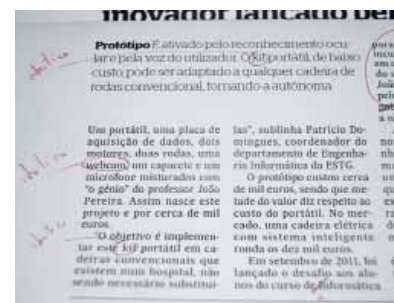 inovador lançado
Protótipo É ativado pelo reconhecimento ocu-
lar e pela voz do utilizador. O kit portátil, de baixo
custo, pode ser adaptado a qualquer cadeira de
rodas convencional, tornando-a autónoma
Um portátil, uma placa de
aquisição de dados, dois
motores, duas rodas, uma
webcam, um capacete e um
microfone misturados com
"o génio" do professor João
Pereira. Assim nasce este
projeto e por cerca de mil
euros.
"O objetivo é implemen-
tar este kit portátil em ca-
deiras convencionais que
existem num hospital, não
sendo necessário substitui-
las", sublinha Patrício Do-
mingues, coordenador do
departamento de Engenha-
ria Informática da ESTG.
O protótipo custou cerca
de mil euros, sendo que me-
tade do valor diz respeito ao
custo do portátil. No mer-
cado, uma cadeira elétrica
com sistema inteligente
ronda os dez mil euros.
Em setembro de 2011, foi
lançado o desafio aos alu-
nos do curso de Informática